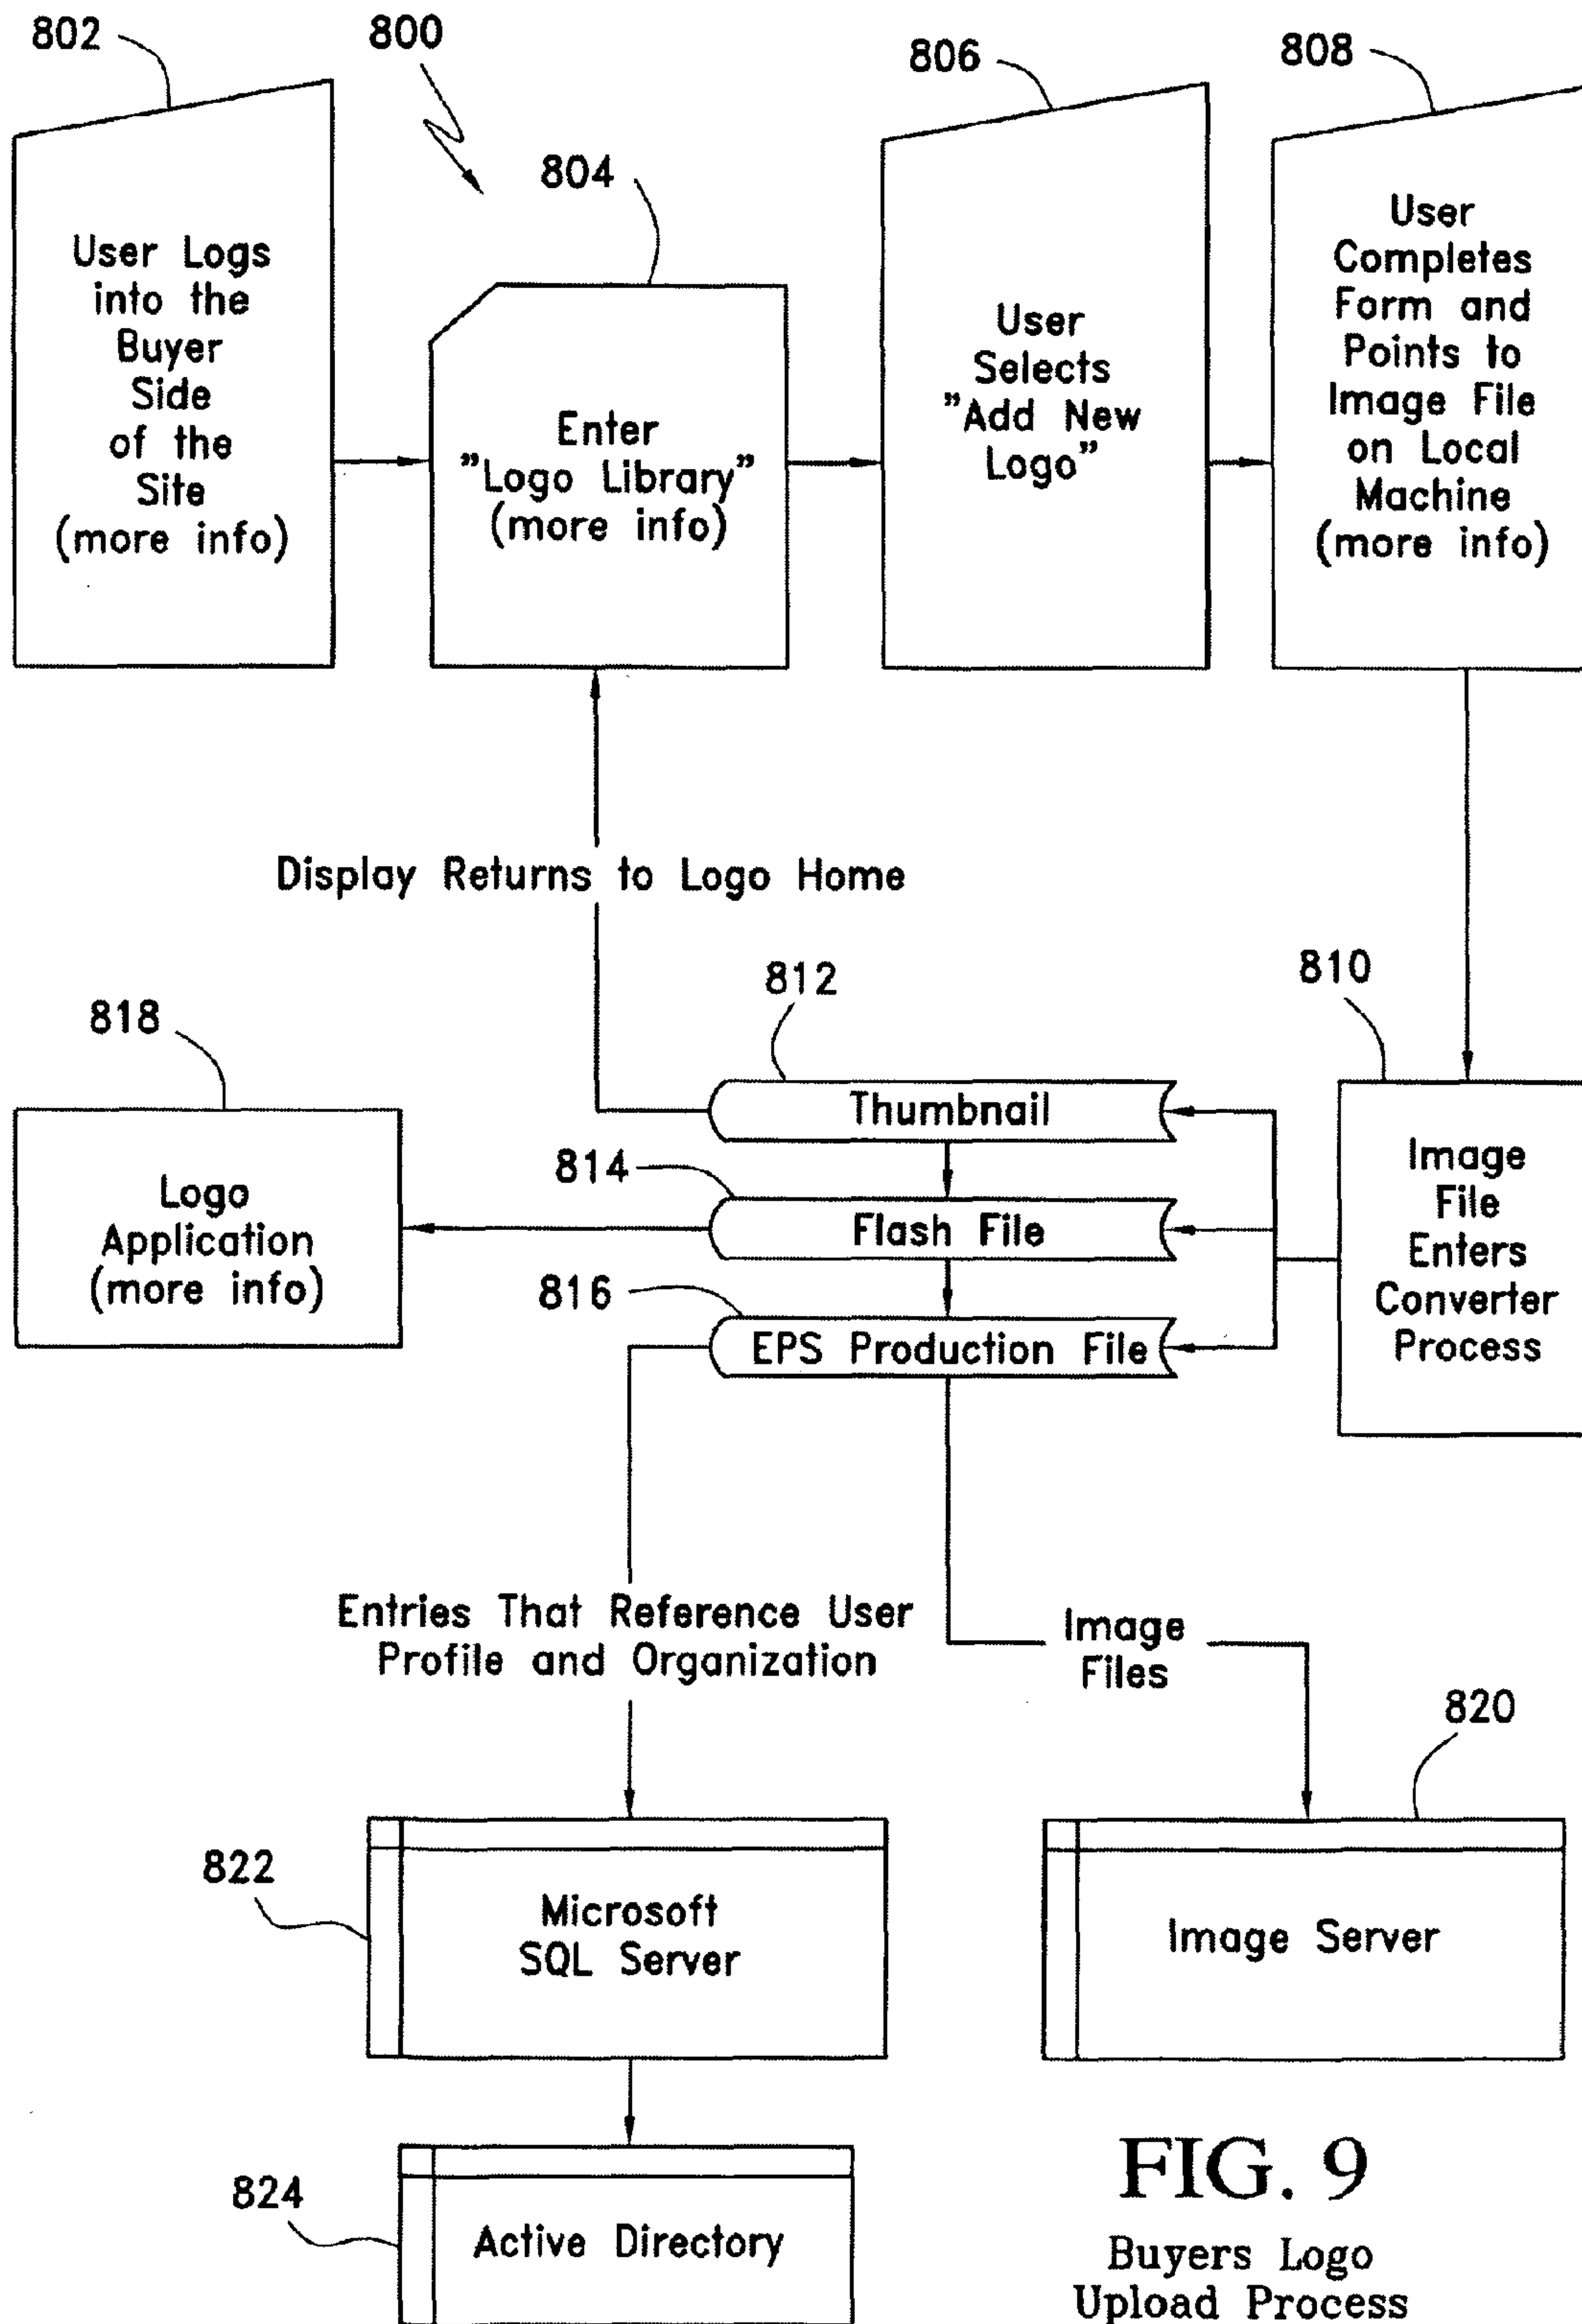 802
800
806
808
804
User Logs
into the
Buyer
Side
of the
Site
(more info)
Enter
"Logo Library"
(more info)
User
Selects
"Add New
Logo"
User
Completes
Form and
Points to
Image File
on Local
Machine
(more info)
Display Returns to Logo Home
812
810
818
Thumbnail
814
Flash File
816
EPS Production File
Logo
Application
(more info)
Image
File
Enters
Converter
Process
Entries That Reference User
Profile and Organization
Image
Files
820
822
Microsoft
SQL Server
Image Server
824
Active Directory
FIG. 9
Buyers Logo
Upload Process